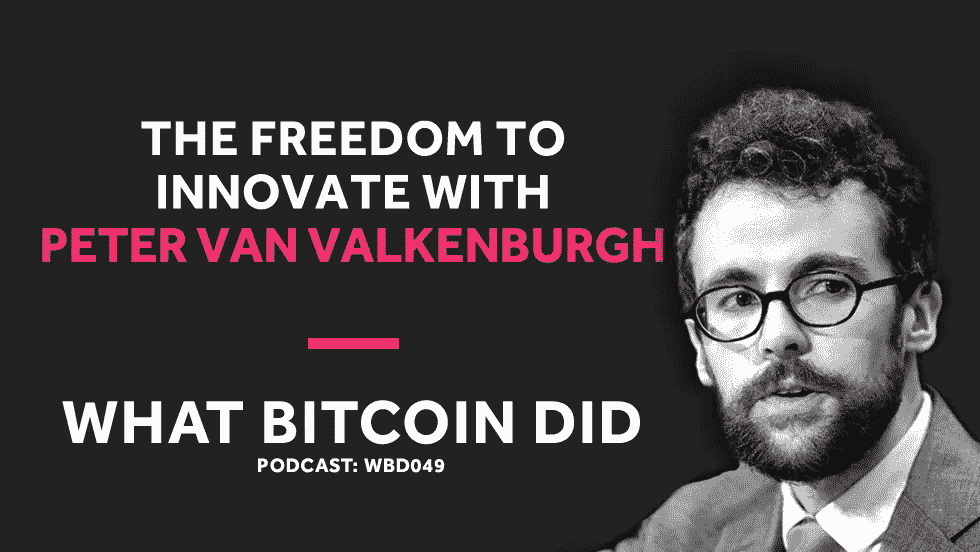 THE FREEDOM TO
INNOVATE WITH
PETER VAN VALKENBURGH
WHAT BITCOIN DID
PODCAST: WBD049